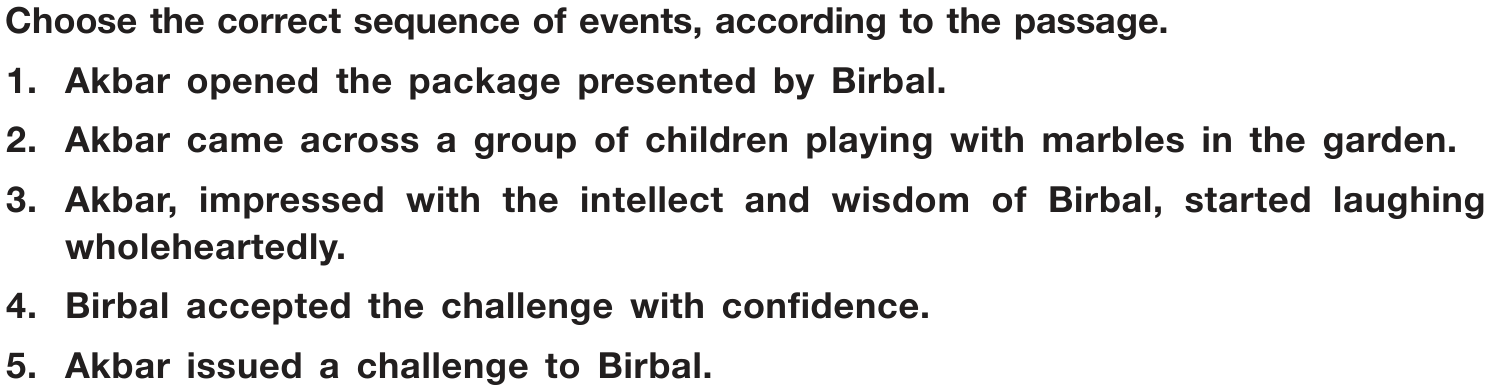 Choose the correct sequence of events, according to the passage.
1. Akbar opened the package presented by Birbal.
2. Akbar came across a group of children playing with marbles in the garden.
3. Akbar, impressed with the intellect and wisdom of Birbal, started laughing
wholeheartedly.
4. Birbal accepted the challenge with confidence.
5. Akbar issued a challenge to Birbal.